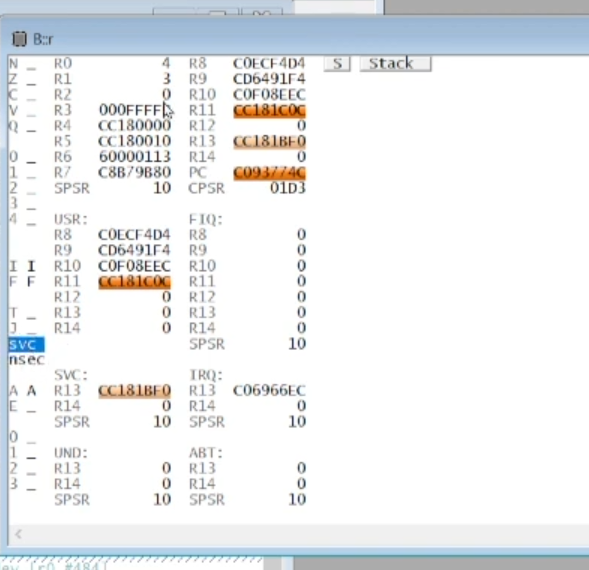 B::r
N _ R0 4 R8 C0ECF4D4 S Stack
Z _ R1 3 R9 CD6491F4
C _ R2 0 R10 C0F08EEC
V _ R3 000FFFF R11 CC181C0C
Q _ R4 CC180000 R12 0
R5 CC180010 R13 CC181BF0
0 _ R6 60000113 R14 0
1 _ R7 C8B79B80 PC C093774C
2 _ SPSR 10 CPSR 01D3
3 _
4 _ USR: FIQ:
R8 C0ECF4D4 R8 0
R9 CD6491F4 R9 0
I I R10 C0F08EEC R10 0
F F R11 CC181C0C R11 0
R12 0 R12 0
T _ R13 0 R13 0
J _ R14 0 R14 0
svc SPSR 10
nsec
SVC: IRQ:
A A R13 CC181BF0 R13 C06966EC
E _ R14 0 R14 0
SPSR 10 SPSR 10
0 _
1 _ UND: ABT:
2 _ R13 0 R13 0
3 _ R14 0 R14 0
SPSR 10 SPSR 10